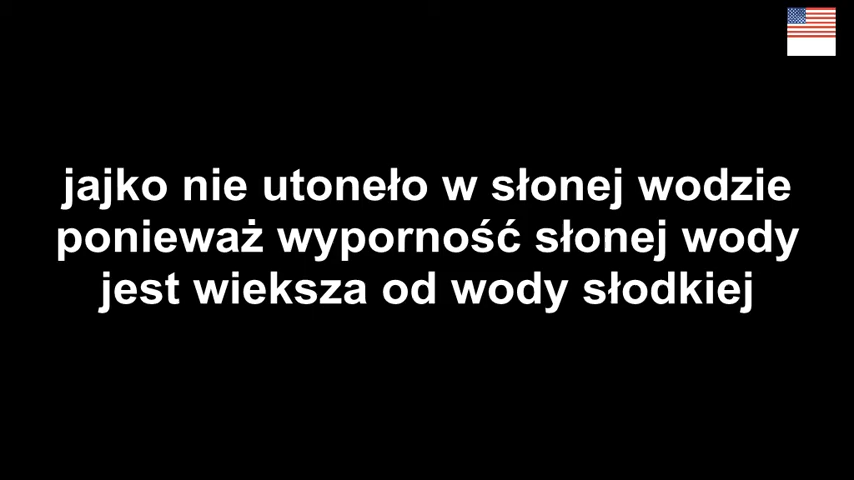 jajko nie utoneło w słonej wodzie
ponieważ wyporność słonej wody
jest wieksza od wody słodkiej